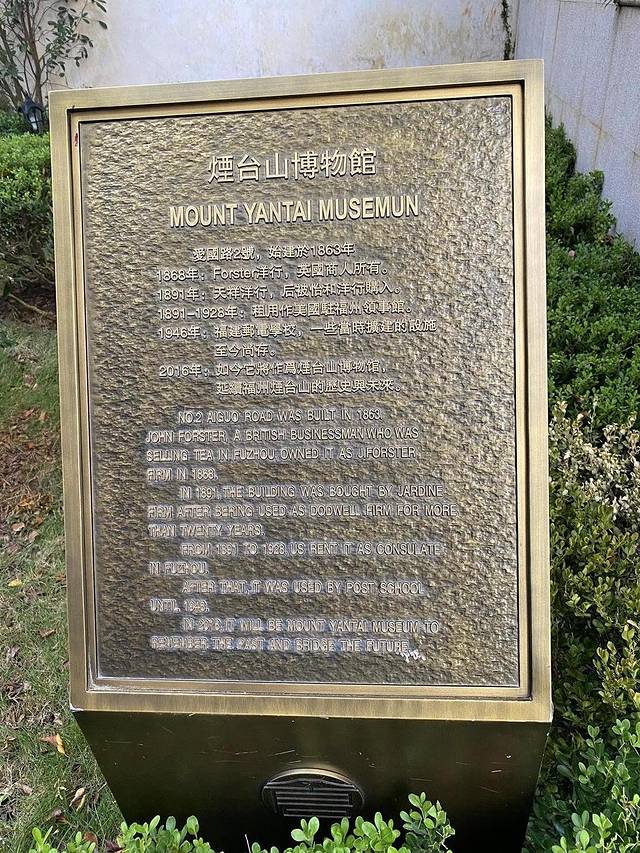 煙台山博物館
MOUNT YANTAI MUSEMUN
愛國路2號，始建於1863年
1868年：Forster洋行，英國商人所有。
1891年：天祥洋行，后被怡和洋行購入。
1891-1928年：租用作美國駐福州領事館。
1946年：福建郵電學校，一些當時擴建的設施
至今尚存。
2016年：如今它將作爲煙台山博物館，
延續福州煙台山的歷史與未來。
NO.2 AIGUO ROAD WAS BUILT IN 1863.
JOHN FORSTER, A BRITISH BUSINESSMAN WHO WAS
SELLING TEA IN FUZHOU, OWNED IT AS J.FORSTER
FIRM IN 1868.
IN 1891, THE BUILDING WAS BOUGHT BY JARDINE
FIRM AFTER BERING USED AS DODWELL FIRM FOR MORE
THAN TWENTY YEARS.
FROM 1891 TO 1928, US RENT IT AS CONSULATE
IN FUZHOU.
AFTER THAT, IT WAS USED BY POST SCHOOL
UNTIL 1949.
IN 2016, IT WILL BE MOUNT YANTAI MUSEUM TO
REMEMBER THE PAST AND BRIDGE THE FUTURE.